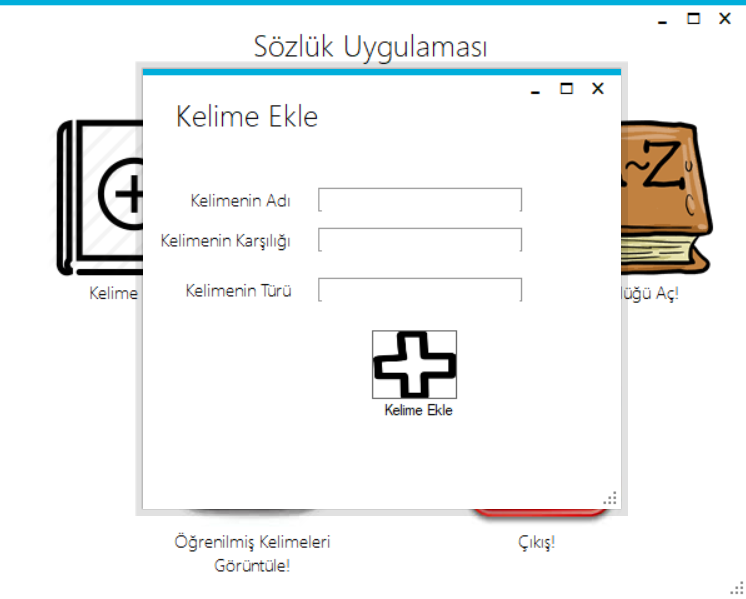 Sözlük Uygulaması
Kelime Ekle
~Z
Kelimenin Adı
Kelimenin Karşılığı
Kelimenin Türü
Kelime
lüğü Aç!
Kelime Ekle
Öğrenilmiş Kelimeleri
Görüntüle!
Çıkış!